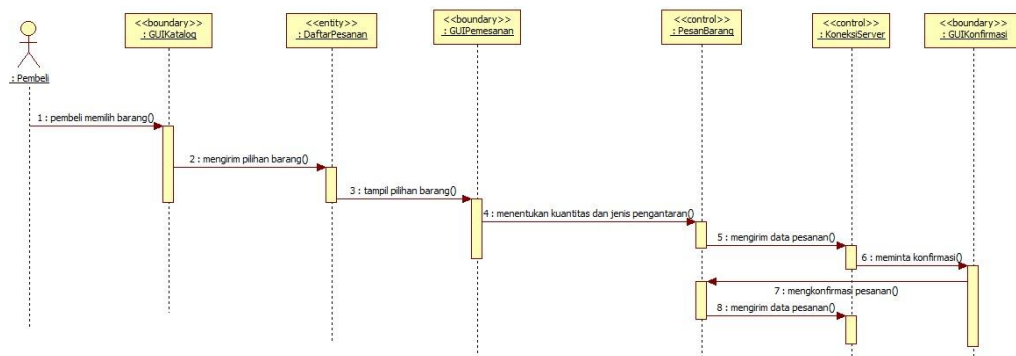 <<boundary>>
: GUIKatalog
<<entity>>
: DaftarPesanan
<<boundary>>
: GUIPemesanan
<<control>>
: PesanBarang
<<control>>
: KoneksiServer
<<boundary>>
: GUIKonfirmasi
: Pembeli
1 : pembeli memilih barang()
2 : mengirim pilihan barang()
3 : tampil pilihan barang()
4 : menentukan kuantitas dan jenis pengantaran()
5 : mengirim data pesanan()
6 : meminta konfirmasi()
7 : mengkonfirmasi pesanan()
8 : mengirim data pesanan()